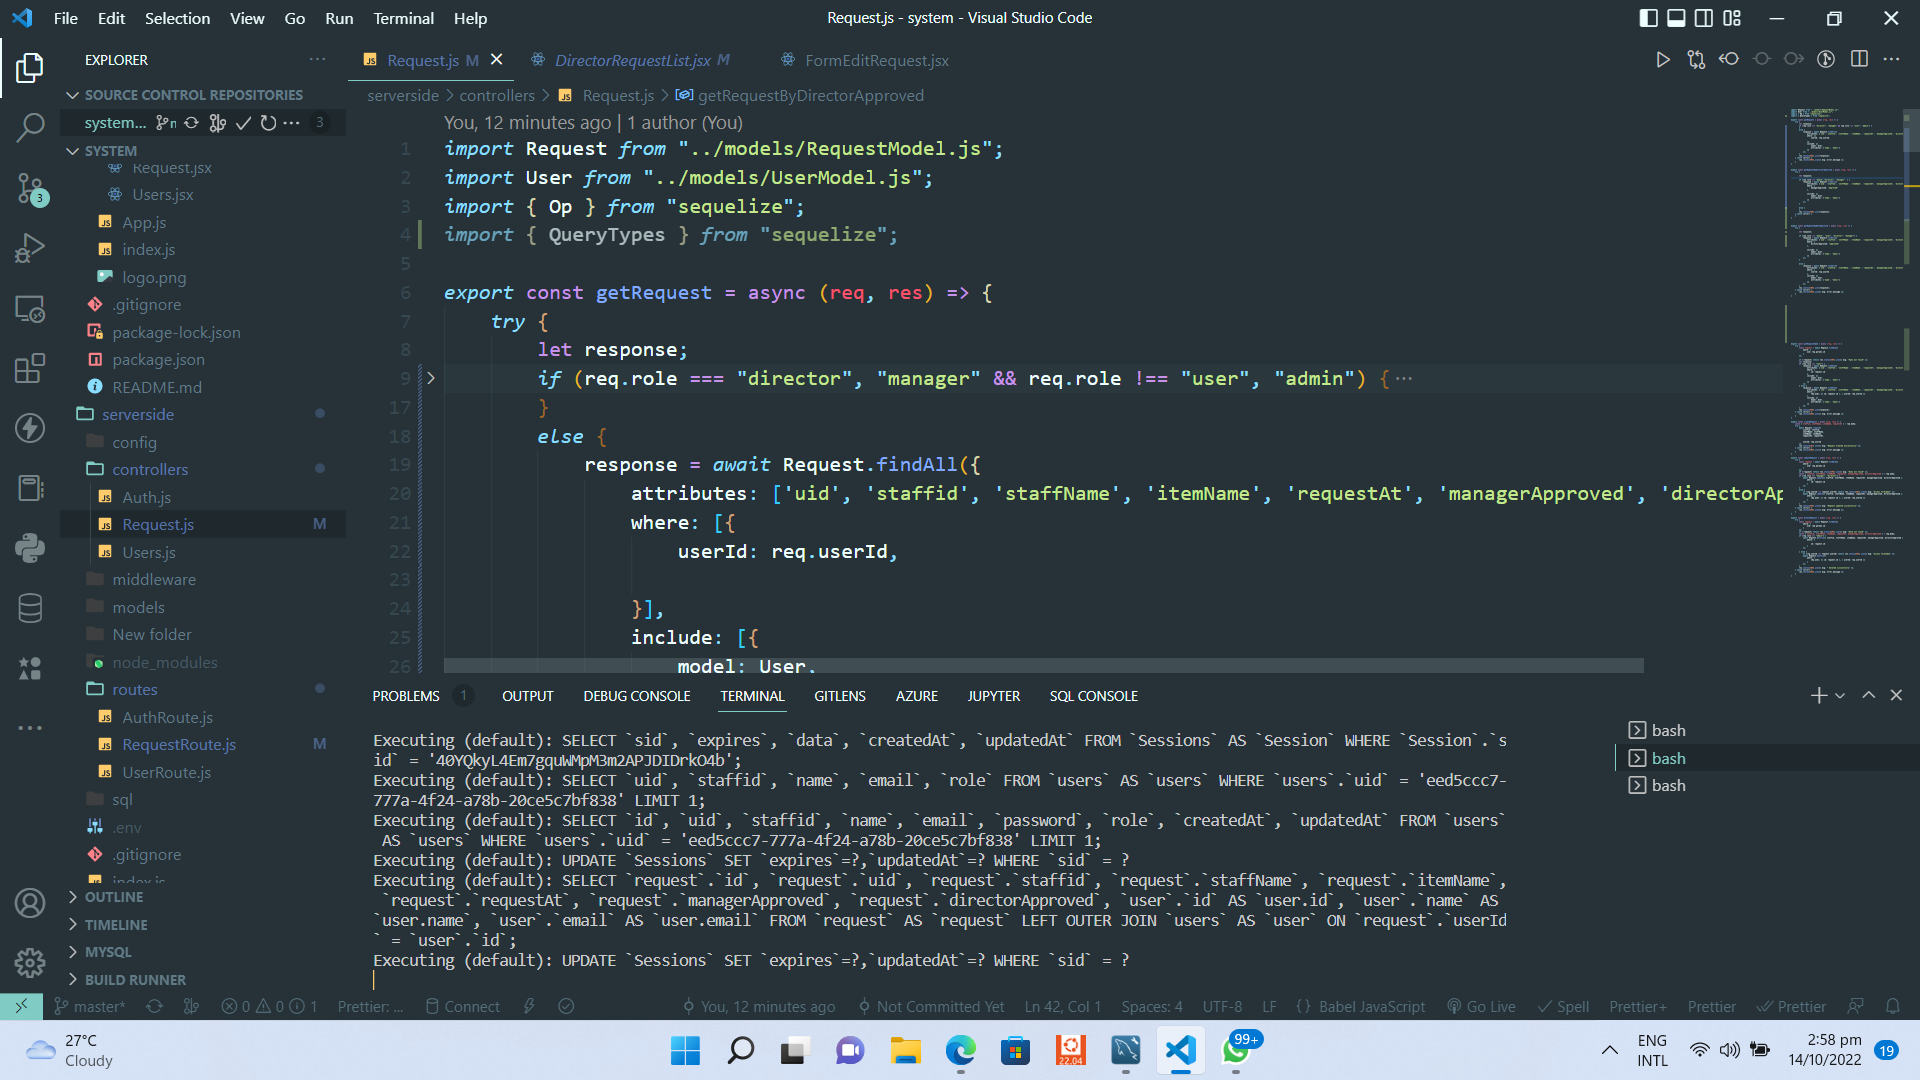 File Edit Selection View Go Run Terminal Help
Request.js - system - Visual Studio Code
EXPLORER
SOURCE CONTROL REPOSITORIES
system... 3
SYSTEM
Request.jsx
Users.jsx
App.js
index.js
logo.png
.gitignore
package-lock.json
package.json
README.md
serverside
config
controllers
Auth.js
Request.js M
Users.js
middleware
models
New folder
node_modules
routes
AuthRoute.js
RequestRoute.js M
UserRoute.js
sql
.env
.gitignore
index.js
OUTLINE
TIMELINE
MYSQL
BUILD RUNNER
3
Request.js M
DirectorRequestList.jsx M
FormEditRequest.jsx
serverside > controllers > Request.js > getRequestByDirectorApproved
You, 12 minutes ago | 1 author (You)
1 import Request from "../models/RequestModel.js";
2 import User from "../models/UserModel.js";
3 import { Op } from "sequelize";
4 import { QueryTypes } from "sequelize";
5
6 export const getRequest = async (req, res) => {
7 try {
8 let response;
9 if (req.role === "director", "manager" && req.role !== "user", "admin") {···
17 }
18 else {
19 response = await Request.findAll({
20 attributes: ['uid', 'staffid', 'staffName', 'itemName', 'requestAt', 'managerApproved', 'directorAp
21 where: [{
22 userId: req.userId,
23
24 }],
25 include: [{
26 model: User,
PROBLEMS 1 OUTPUT DEBUG CONSOLE TERMINAL GITLENS AZURE JUPYTER SQL CONSOLE
Executing (default): SELECT `sid`, `expires`, `data`, `createdAt`, `updatedAt` FROM `Sessions` AS `Session` WHERE `Session`.`s
id` = '40YQkyL4Em7gquWMpM3m2APJDIDrkO4b';
Executing (default): SELECT `uid`, `staffid`, `name`, `email`, `role` FROM `users` AS `users` WHERE `users`.`uid` = 'eed5ccc7-
777a-4f24-a78b-20ce5c7bf838' LIMIT 1;
Executing (default): SELECT `id`, `uid`, `staffid`, `name`, `email`, `password`, `role`, `createdAt`, `updatedAt` FROM `users`
AS `users` WHERE `users`.`uid` = 'eed5ccc7-777a-4f24-a78b-20ce5c7bf838' LIMIT 1;
Executing (default): UPDATE `Sessions` SET `expires`=?,`updatedAt`=? WHERE `sid` = ?
Executing (default): SELECT `request`.`id`, `request`.`uid`, `request`.`staffid`, `request`.`staffName`, `request`.`itemName`,
`request`.`requestAt`, `request`.`managerApproved`, `request`.`directorApproved`, `user`.`id` AS `user.id`, `user`.`name` AS
`user.name`, `user`.`email` AS `user.email` FROM `request` AS `request` LEFT OUTER JOIN `users` AS `user` ON `request`.`userId
` = `user`.`id`;
Executing (default): UPDATE `Sessions` SET `expires`=?,`updatedAt`=? WHERE `sid` = ?
bash
bash
bash
master* 0 0 1 Prettier: ... Connect You, 12 minutes ago Not Committed Yet Ln 42, Col 1 Spaces: 4 UTF-8 LF {} Babel JavaScript Go Live Spell Prettier+ Prettier Prettier
27°C
Cloudy
22.04
99+
ENG
INTL
2:58 pm
14/10/2022
19